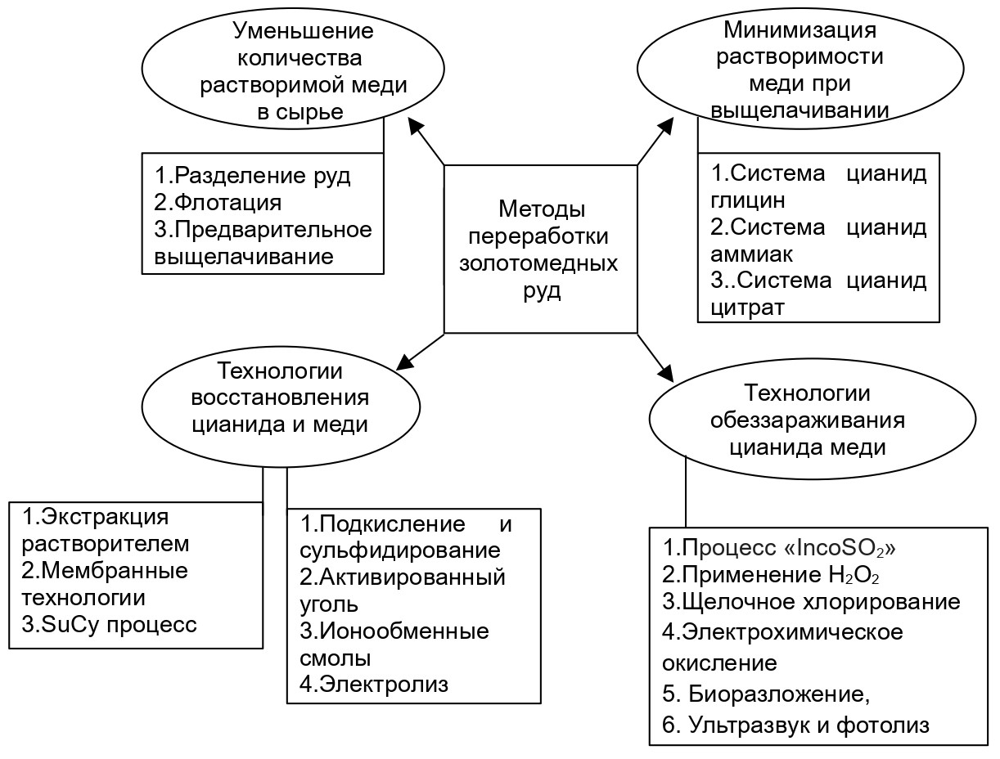 Уменьшение
количества
растворимой меди
в сырье
Минимизация
растворимости
меди при
выщелачивании
1.Разделение руд
2.Флотация
3.Предварительное
выщелачивание
Методы
переработки
золотомедных
руд
1.Система цианид
глицин
2.Система цианид
аммиак
3..Система цианид
цитрат
Технологии
восстановления
цианида и меди
Технологии
обеззараживания
цианида меди
1.Экстракция
растворителем
2.Мембранные
технологии
3.SuCy процесс
1.Подкисление и
сульфидирование
2.Активированный
уголь
3.Ионообменные
смолы
4.Электролиз
1.Процесс «IncoSO₂»
2.Применение H₂O₂
3.Щелочное хлорирование
4.Электрохимическое
окисление
5. Биоразложение,
6. Ультразвук и фотолиз